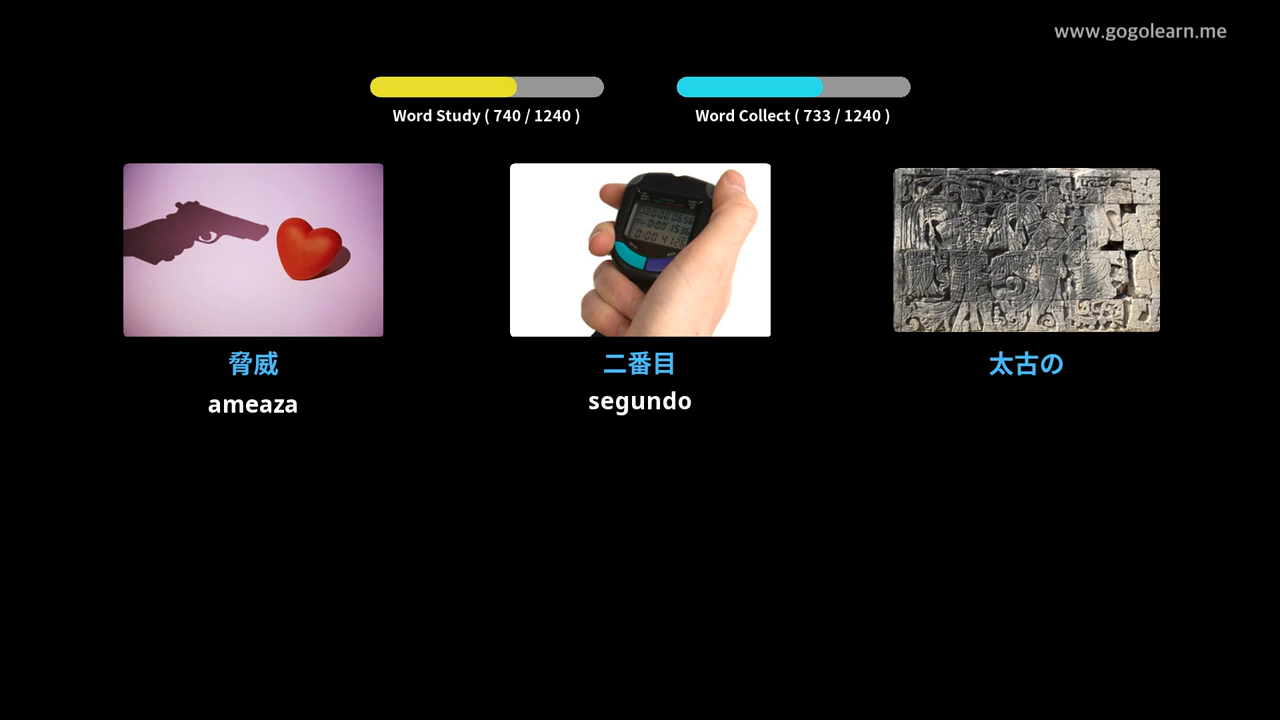 www.gogolearn.me
Word Study ( 740 / 1240 )
Word Collect ( 733 / 1240 )
脅威
二番目
太古の
ameaza
segundo